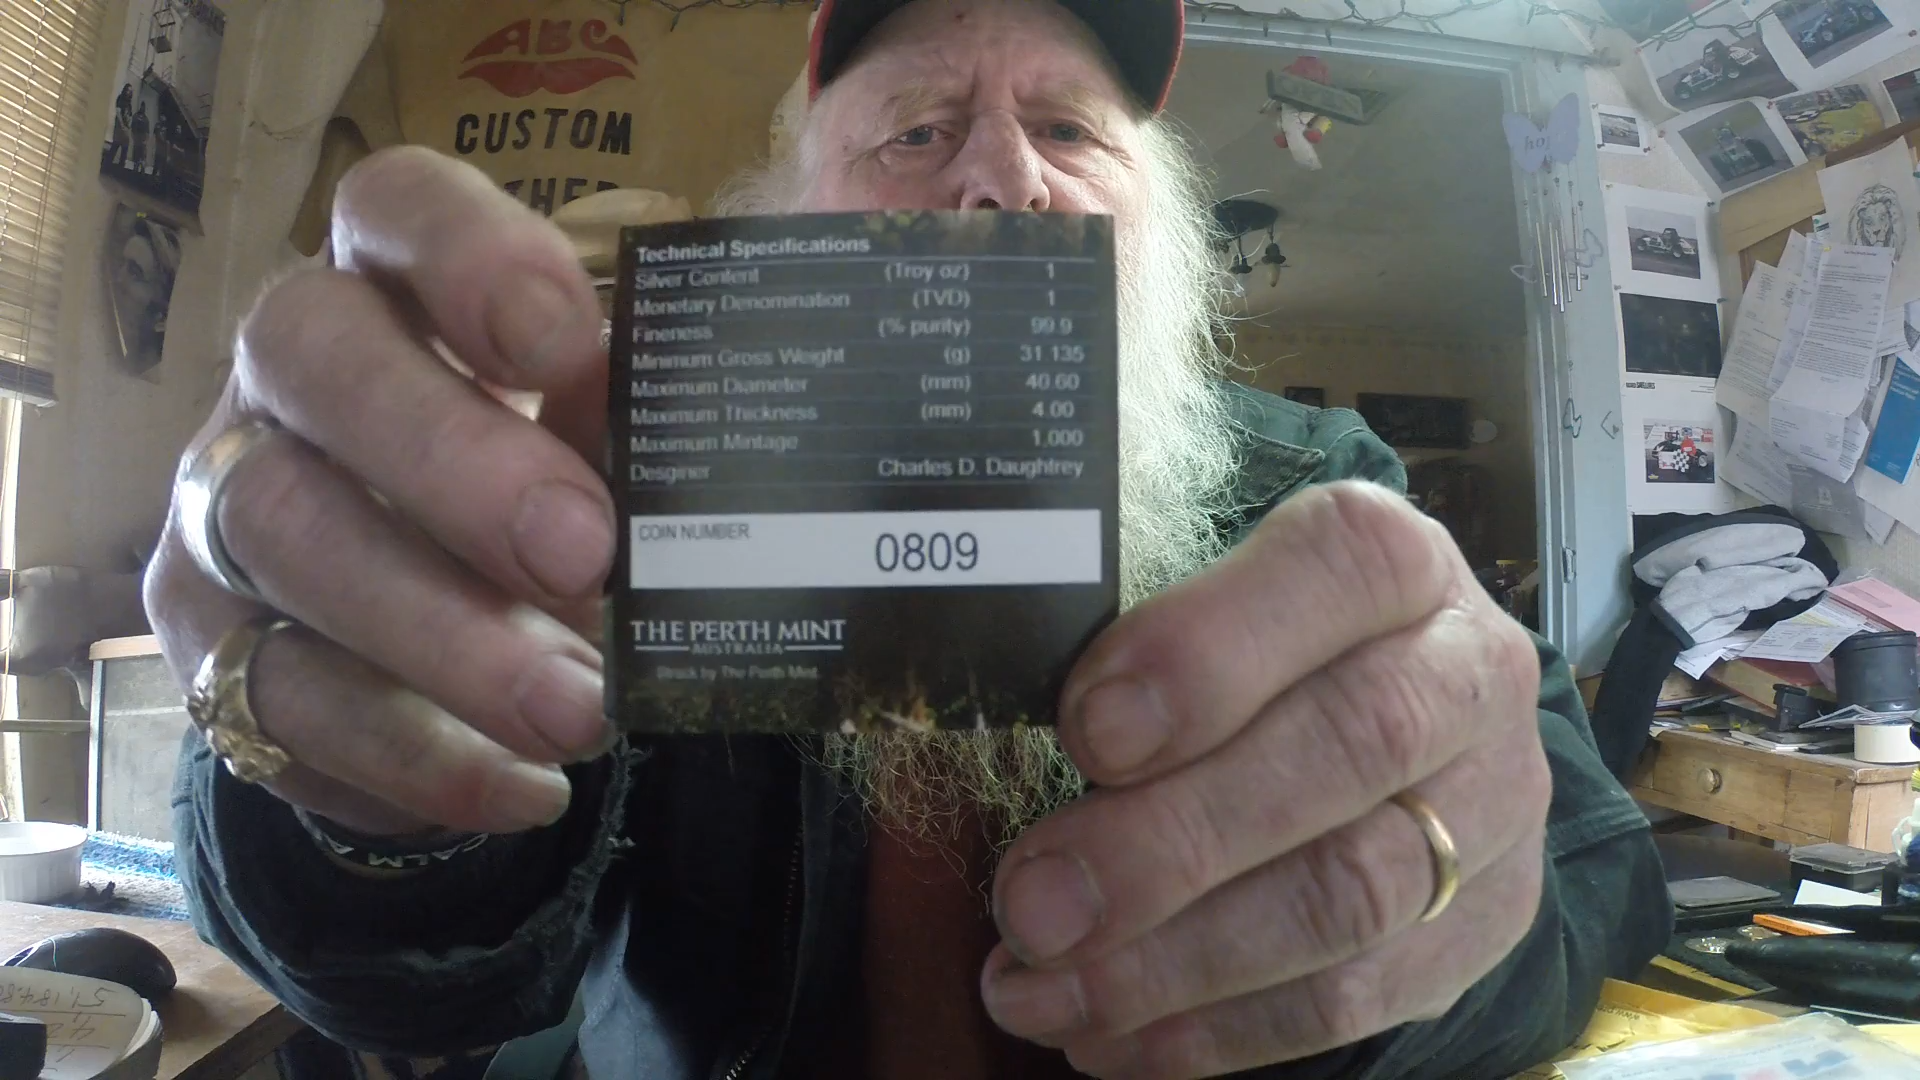 ABC
CUSTOM
Technical Specifications
Silver Content (Troy oz) 1
Monetary Denomination (TVD) 1
Fineness (% purity) 99.9
Minimum Gross Weight (g) 31.135
Maximum Diameter (mm) 40.60
Maximum Thickness (mm) 4.00
Maximum Mintage 1,000
Desginer Charles D. Daughtrey
COIN NUMBER 0809
THE PERTH MINT
AUSTRALIA
Struck by The Perth Mint
CALM A